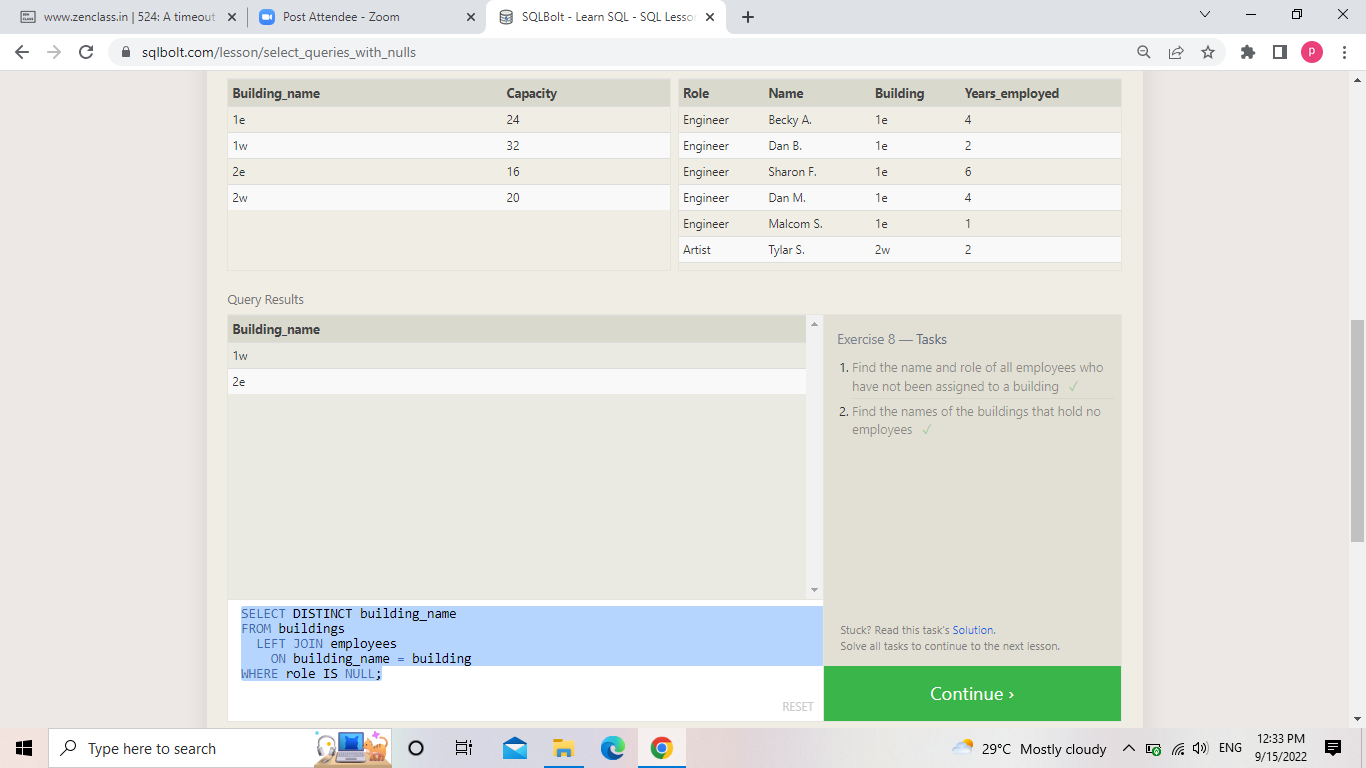 www.zenclass.in | 524: A timeout
Post Attendee - Zoom
SQLBolt - Learn SQL - SQL Lesso
sqlbolt.com/lesson/select_queries_with_nulls
P
Building_name Capacity
1e 24
1w 32
2e 16
2w 20
Role Name Building Years_employed
Engineer Becky A. 1e 4
Engineer Dan B. 1e 2
Engineer Sharon F. 1e 6
Engineer Dan M. 1e 4
Engineer Malcom S. 1e 1
Artist Tylar S. 2w 2
Query Results
Building_name
1w
2e
Exercise 8 — Tasks
1. Find the name and role of all employees who
have not been assigned to a building ✓
2. Find the names of the buildings that hold no
employees ✓
SELECT DISTINCT building_name
FROM buildings
LEFT JOIN employees
ON building_name = building
WHERE role IS NULL;
RESET
Stuck? Read this task's Solution.
Solve all tasks to continue to the next lesson.
Continue ›
Type here to search
29°C Mostly cloudy
ENG
12:33 PM
9/15/2022